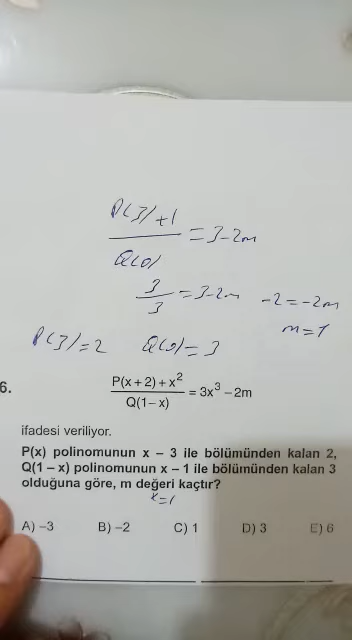 P(3)+1 / Q(0) = 3-2m
3/3 = 3-2m   -2=-2m
m=1
P(3)=2   Q(0)=3
6. P(x+2)+x² / Q(1-x) = 3x³-2m
ifadesi veriliyor.
P(x) polinomunun x - 3 ile bölümünden kalan 2,
Q(1 - x) polinomunun x - 1 ile bölümünden kalan 3
olduğuna göre, m değeri kaçtır?
x=1
A) -3   B) -2   C) 1   D) 3   E) 6